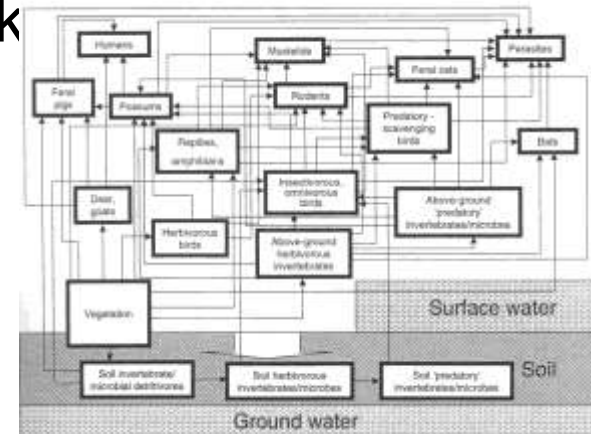 k
Humans
Mustelids
Parasites
Feral cats
Feral
pigs
Possums
Rodents
Predatory -
scavenging
birds
Bats
Reptiles,
amphibians
Insectivorous,
omnivorous
birds
Above-ground
'predatory'
invertebrates/microbes
Deer,
goats
Herbivorous
birds
Above-ground
herbivorous
invertebrates
Vegetation
Surface water
Soil
Soil invertebrate/
microbial detritivores
Soil herbivorous
invertebrates/microbes
Soil 'predatory'
invertebrates/microbes
Ground water